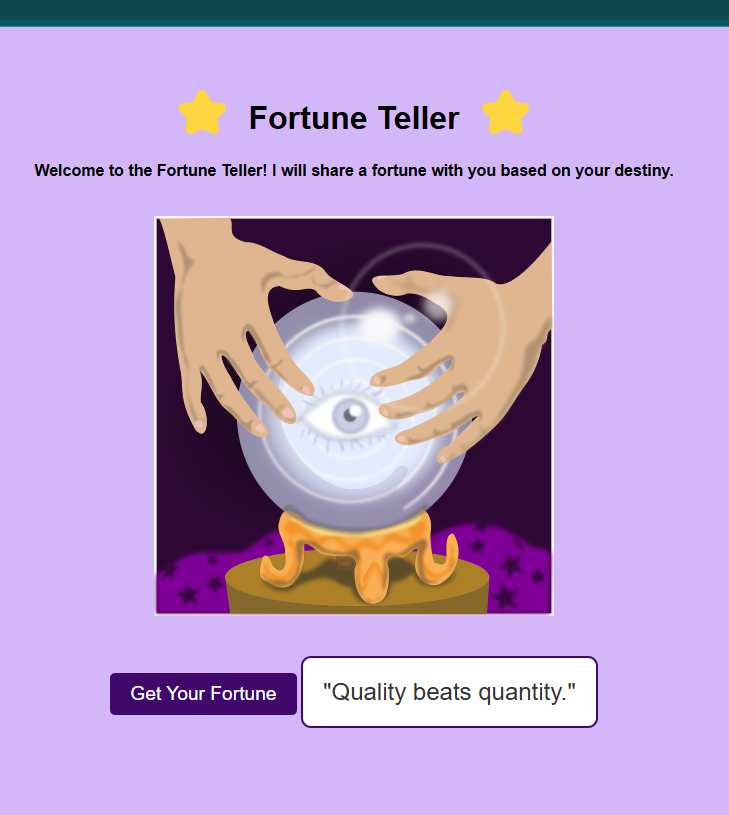 Fortune Teller
Welcome to the Fortune Teller! I will share a fortune with you based on your destiny.
Get Your Fortune
"Quality beats quantity."